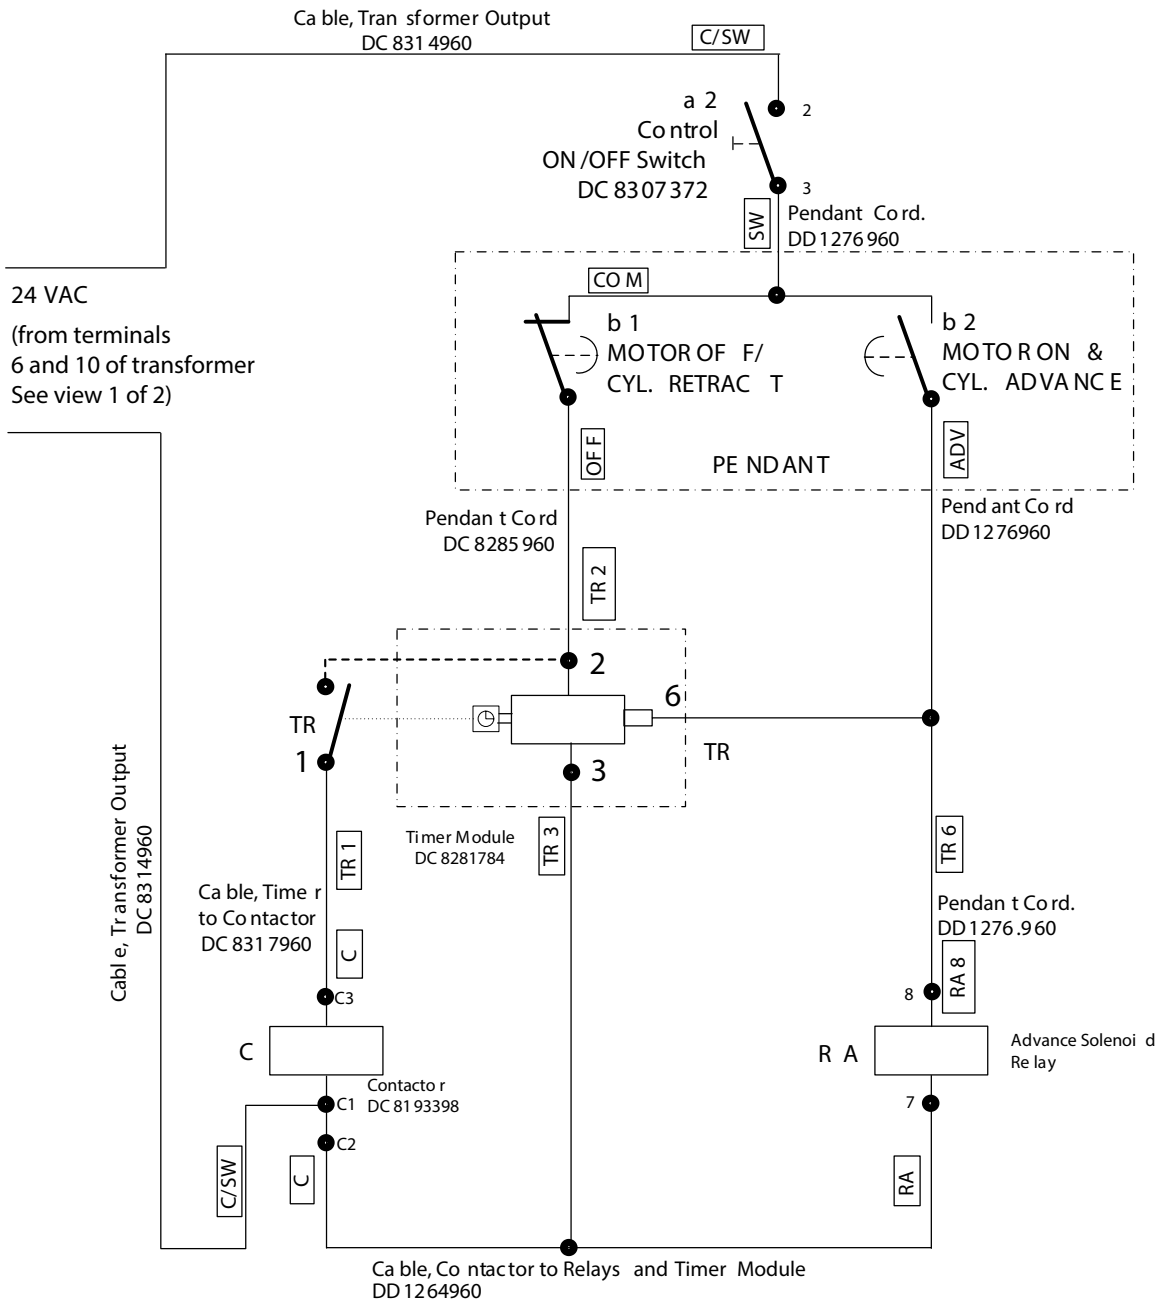 Cable, Transformer Output
DC 8314960
C/SW
2
a 2
Control
ON/OFF Switch
DC 8307372
3
SW
Pendant Cord.
DD1276960
24 VAC
(from terminals
6 and 10 of transformer
See view 1 of 2)
COM
b 1
MOTOR OF F/
CYL. RETRACT
b 2
MOTOR ON &
CYL. ADVANCE
OFF
ADV
PENDANT
Pendant Cord
DC 8285960
Pendant Cord
DD1276960
TR 2
2
6
TR
TR
1
3
Timer Module
DC 8281784
TR 3
TR 1
TR 6
Cable, Transformer Output
DC 8314960
Cable, Timer
to Contactor
DC 8317960
C
Pendant Cord.
DD1276.960
RA 8
C3
8
C
R A
Advance Solenoid
Relay
Contactor
DC 8193398
C1
7
C2
C/SW
C
RA
Cable, Contactor to Relays and Timer Module
DD1264960